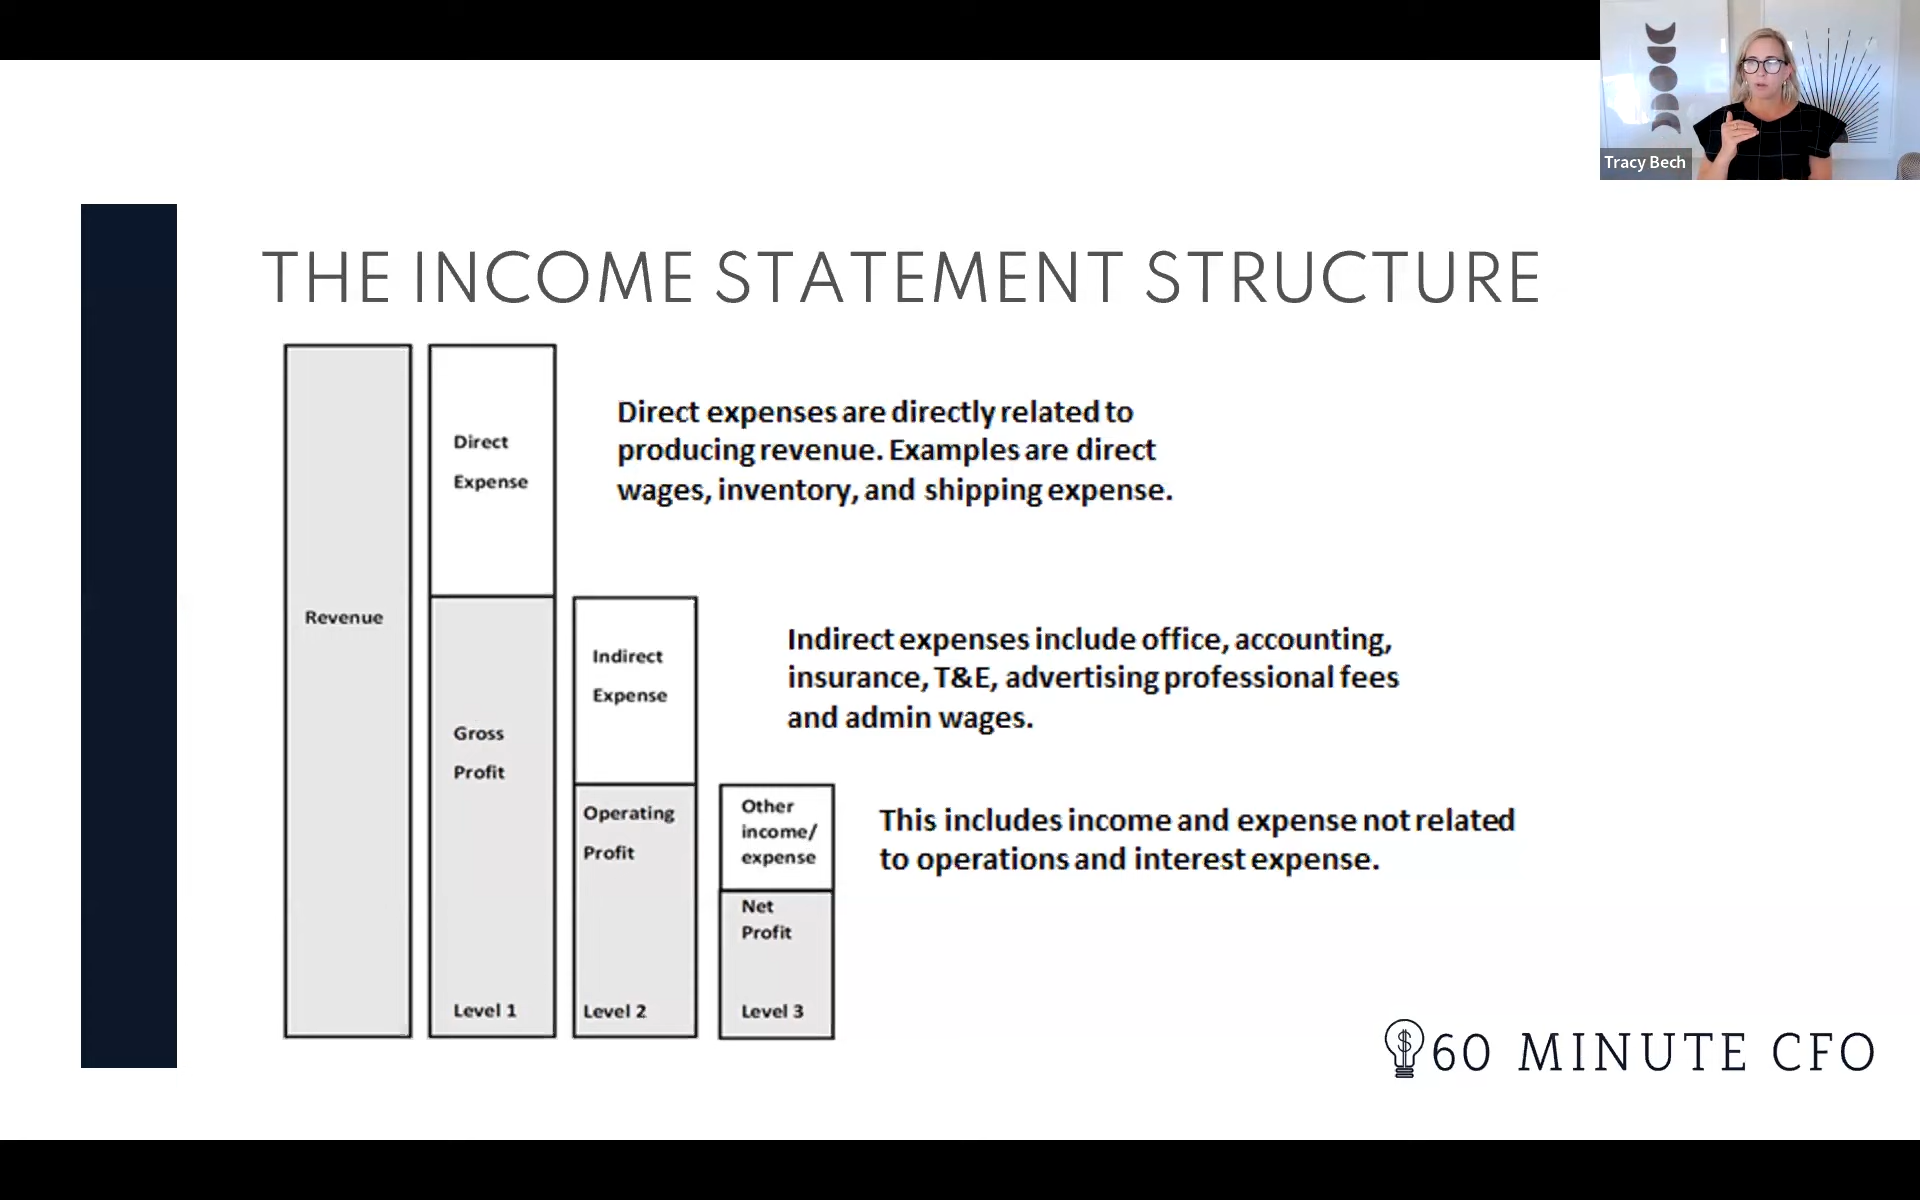 Tracy Bech
THE INCOME STATEMENT STRUCTURE
Revenue
Direct
Expense
Gross
Profit
Level 1
Indirect
Expense
Operating
Profit
Level 2
Other
income/
expense
Net
Profit
Level 3
Direct expenses are directly related to
producing revenue. Examples are direct
wages, inventory, and shipping expense.
Indirect expenses include office, accounting,
insurance, T&E, advertising professional fees
and admin wages.
This includes income and expense not related
to operations and interest expense.
60 MINUTE CFO